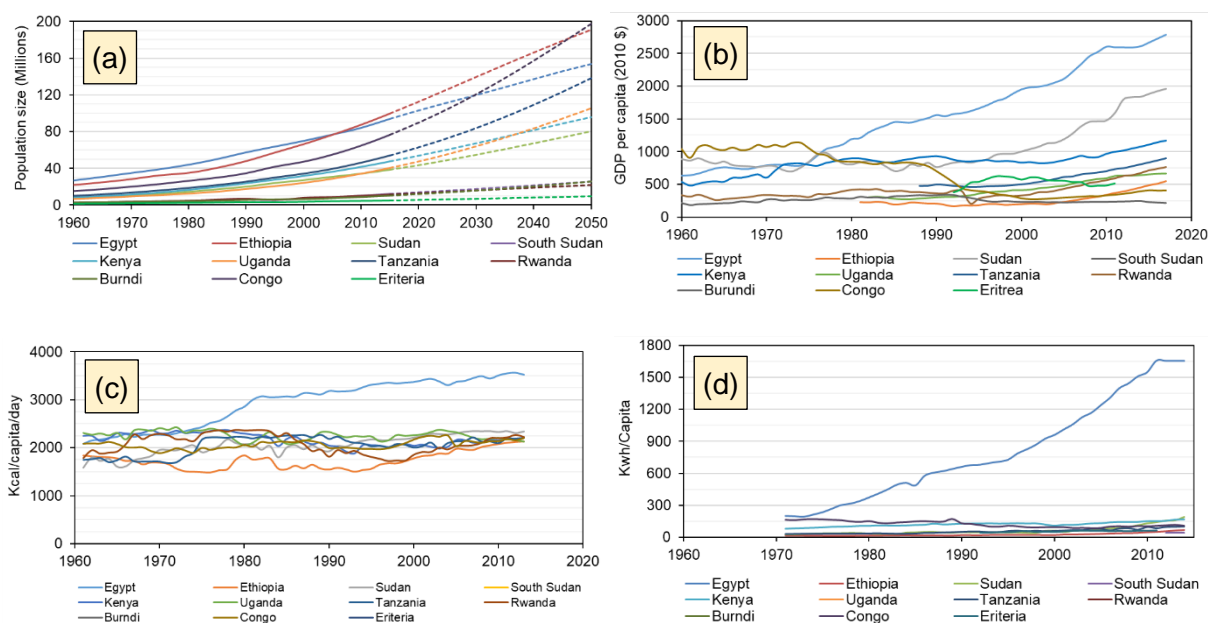 (a)
Population size (Millions)
200
160
120
80
40
0
1960 1970 1980 1990 2000 2010 2020 2030 2040 2050
Egypt Ethiopia Sudan South Sudan
Kenya Uganda Tanzania Rwanda
Burndi Congo Eriteria
(b)
GDP per capita (2010 $)
3000
2500
2000
1500
1000
500
0
1960 1970 1980 1990 2000 2010 2020
Egypt Ethiopia Sudan South Sudan
Kenya Uganda Tanzania Rwanda
Burundi Congo Eritrea
(c)
Kcal/capita/day
4000
3000
2000
1000
0
1960 1970 1980 1990 2000 2010 2020
Egypt Ethiopia Sudan South Sudan
Kenya Uganda Tanzania Rwanda
Burndi Congo Eriteria
(d)
Kwh/Capita
1800
1500
1200
900
600
300
0
1960 1970 1980 1990 2000 2010
Egypt Ethiopia Sudan South Sudan
Kenya Uganda Tanzania Rwanda
Burndi Congo Eriteria